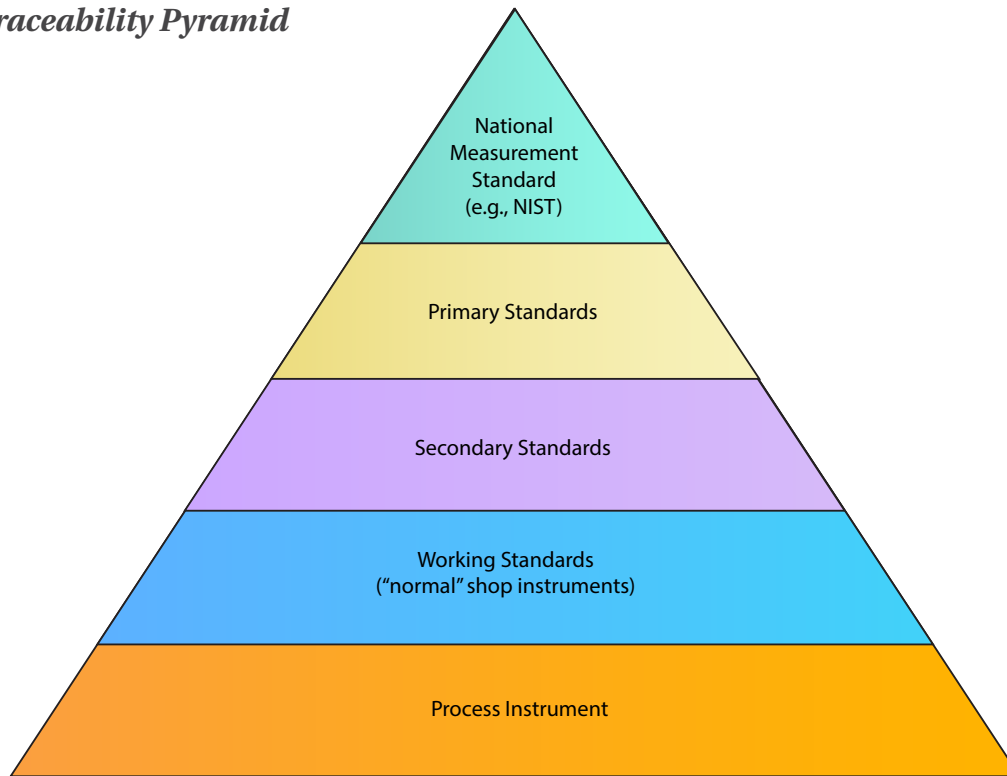 raceability Pyramid
National
Measurement
Standard
(e.g., NIST)
Primary Standards
Secondary Standards
Working Standards
(“normal” shop instruments)
Process Instrument